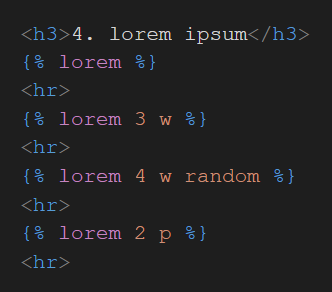 <h3>4. lorem ipsum</h3>
{% lorem %}
<hr>
{% lorem 3 w %}
<hr>
{% lorem 4 w random %}
<hr>
{% lorem 2 p %}
<hr>